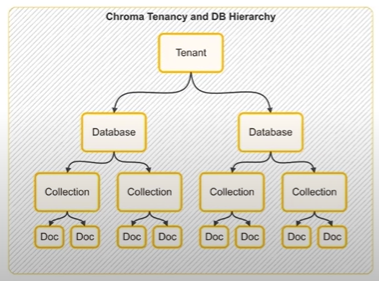 Chroma Tenancy and DB Hierarchy
Tenant
Database Database
Collection Collection Collection Collection
Doc Doc Doc Doc Doc Doc Doc Doc